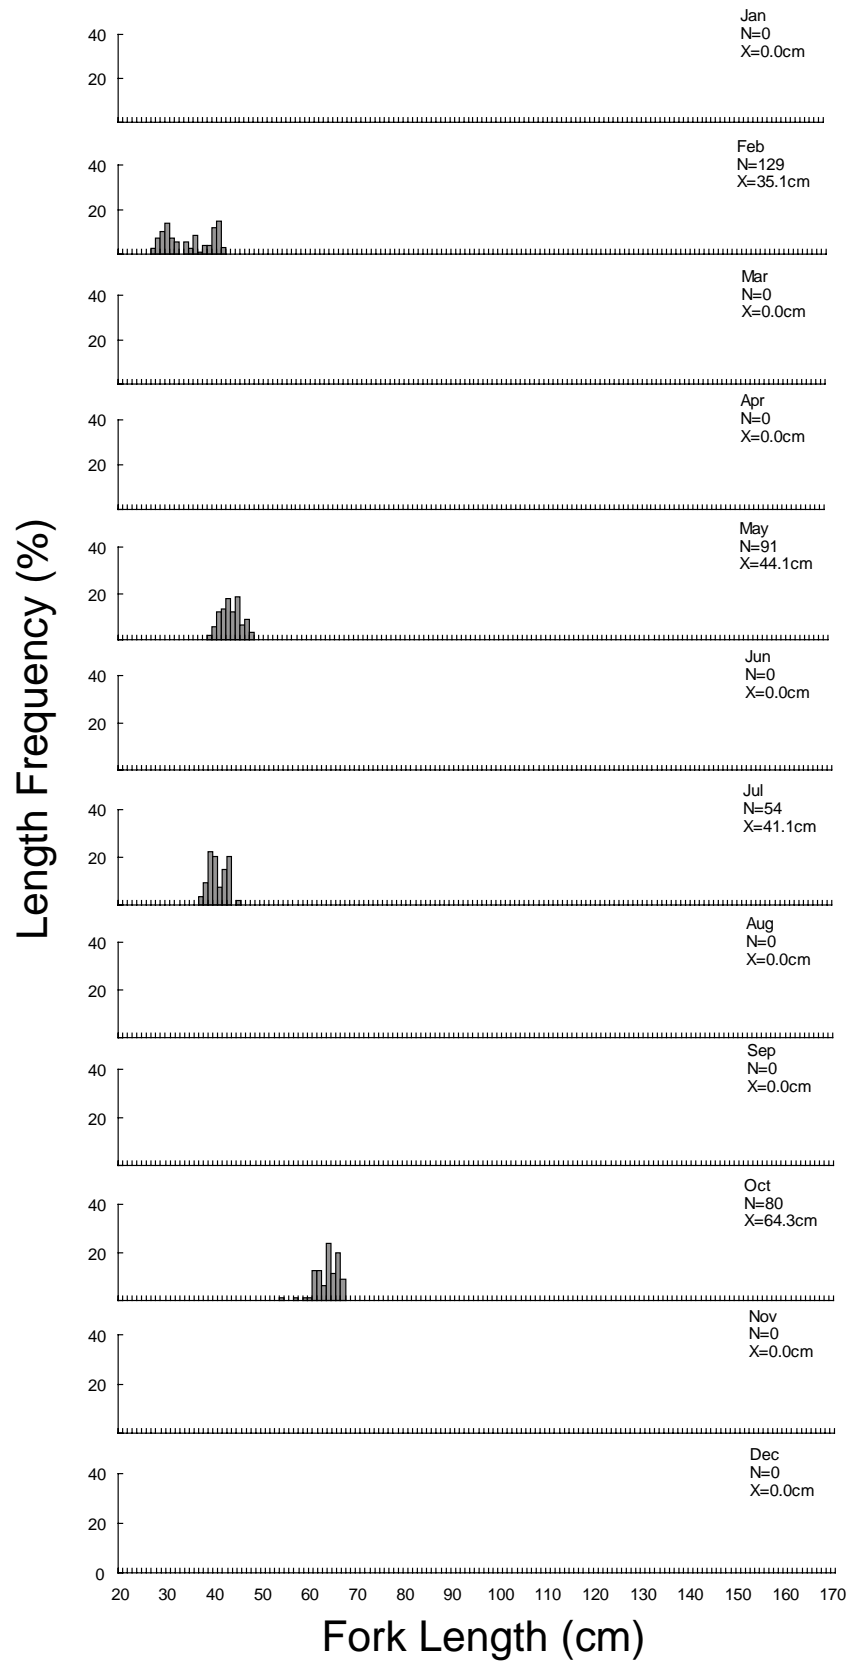 Length Frequency (%)
Jan
N=0
X=0.0cm
40
20
Feb
N=129
X=35.1cm
40
20
Mar
N=0
X=0.0cm
40
20
Apr
N=0
X=0.0cm
40
20
May
N=91
X=44.1cm
40
20
Jun
N=0
X=0.0cm
40
20
Jul
N=54
X=41.1cm
40
20
Aug
N=0
X=0.0cm
40
20
Sep
N=0
X=0.0cm
40
20
Oct
N=80
X=64.3cm
40
20
Nov
N=0
X=0.0cm
40
20
Dec
N=0
X=0.0cm
40
20
0
20 30 40 50 60 70 80 90 100 110 120 130 140 150 160 170
Fork Length (cm)